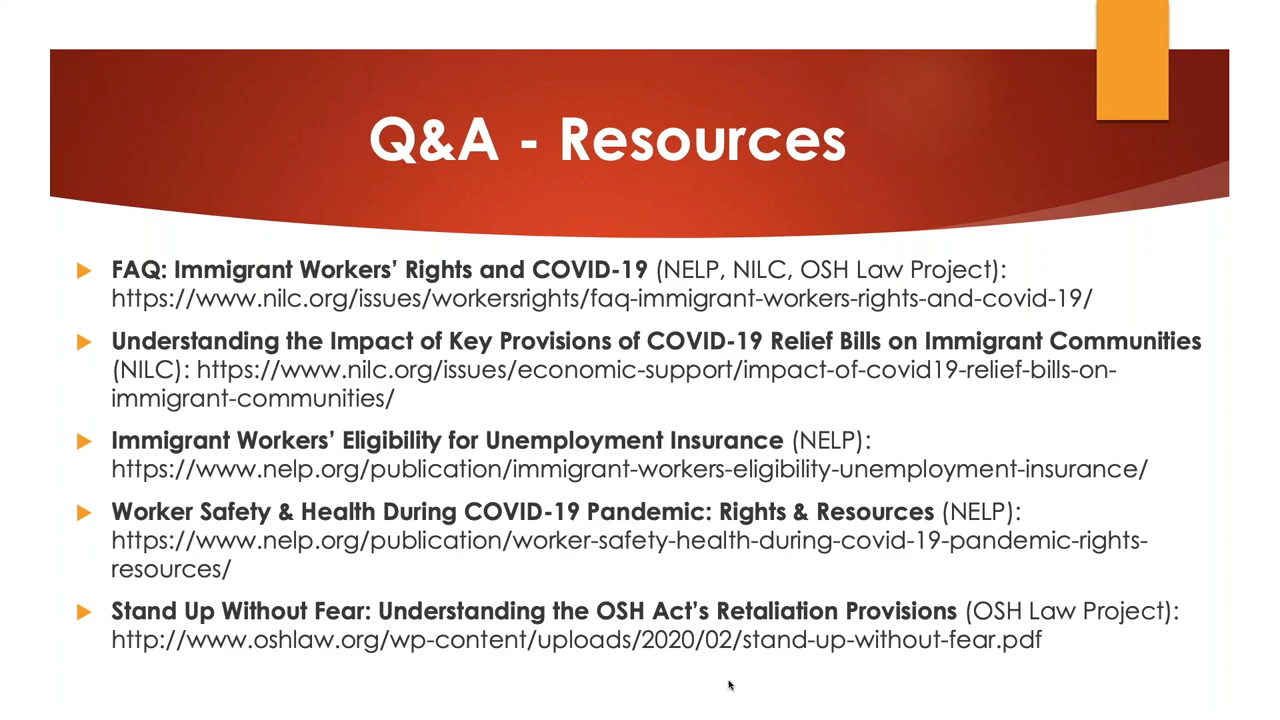 Q&A - Resources
FAQ: Immigrant Workers’ Rights and COVID-19 (NELP, NILC, OSH Law Project):
https://www.nilc.org/issues/workersrights/faq-immigrant-workers-rights-and-covid-19/
Understanding the Impact of Key Provisions of COVID-19 Relief Bills on Immigrant Communities
(NILC): https://www.nilc.org/issues/economic-support/impact-of-covid19-relief-bills-on-
immigrant-communities/
Immigrant Workers’ Eligibility for Unemployment Insurance (NELP):
https://www.nelp.org/publication/immigrant-workers-eligibility-unemployment-insurance/
Worker Safety & Health During COVID-19 Pandemic: Rights & Resources (NELP):
https://www.nelp.org/publication/worker-safety-health-during-covid-19-pandemic-rights-
resources/
Stand Up Without Fear: Understanding the OSH Act’s Retaliation Provisions (OSH Law Project):
http://www.oshlaw.org/wp-content/uploads/2020/02/stand-up-without-fear.pdf